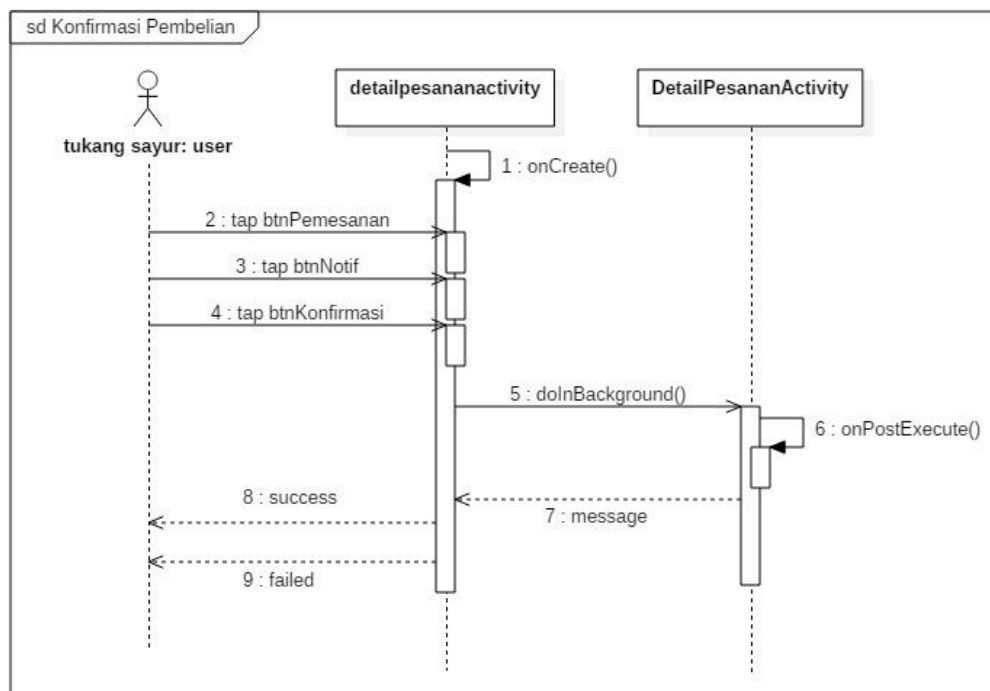 sd Konfirmasi Pembelian
tukang sayur: user
detailpesananactivity
DetailPesananActivity
1 : onCreate()
2 : tap btnPemesanan
3 : tap btnNotif
4 : tap btnKonfirmasi
5 : doInBackground()
6 : onPostExecute()
7 : message
8 : success
9 : failed